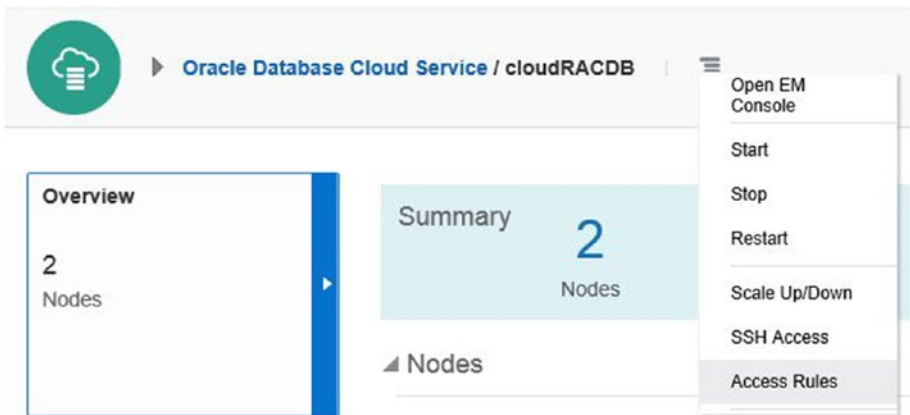 Oracle Database Cloud Service / cloudRACDB
Open EM
Console
Start
Stop
Restart
Scale Up/Down
SSH Access
Access Rules
Overview
2
Nodes
Summary
2
Nodes
Nodes